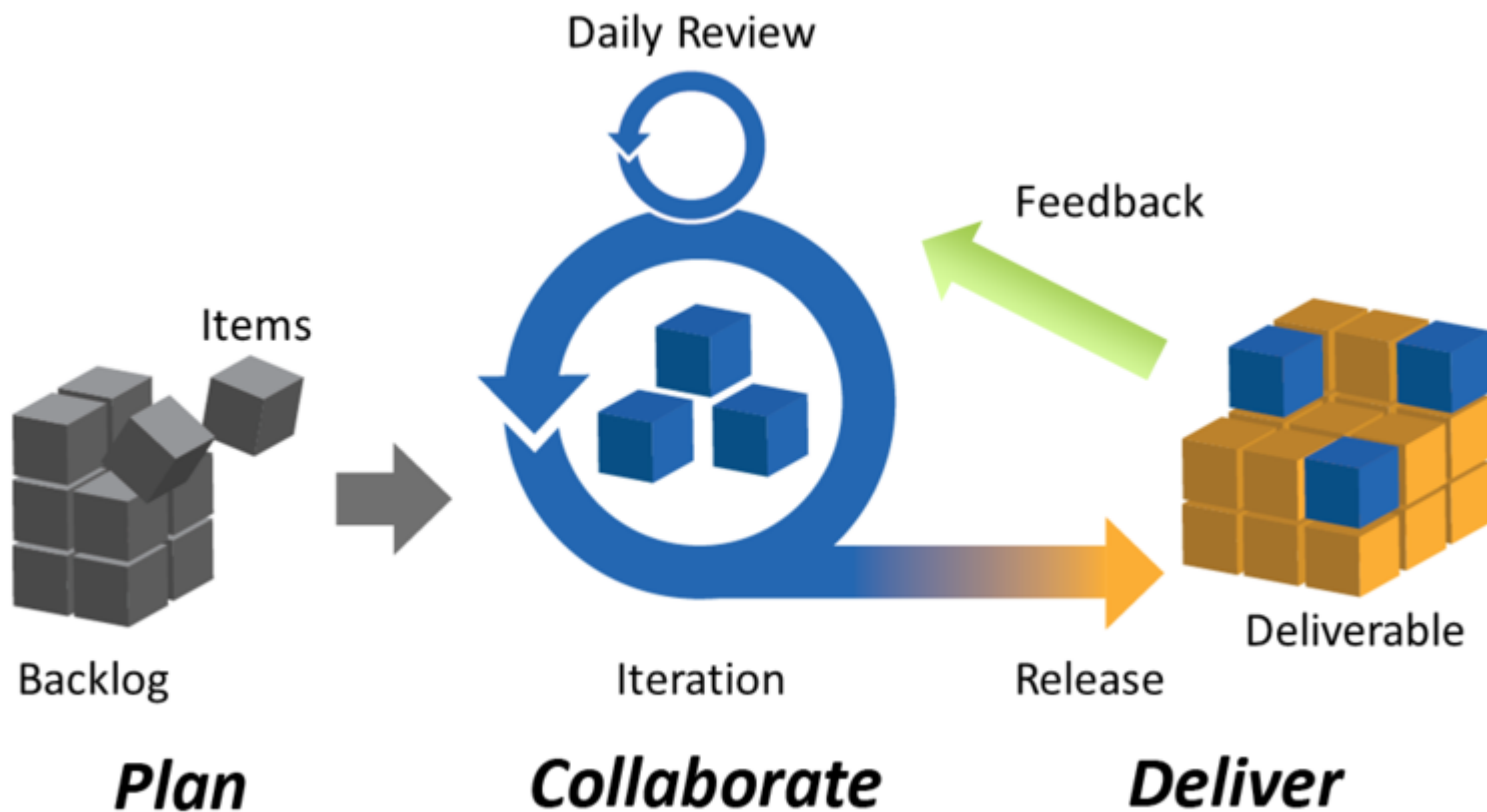 Daily Review
Feedback
Items
Deliverable
Backlog
Iteration
Release
Plan
Collaborate
Deliver